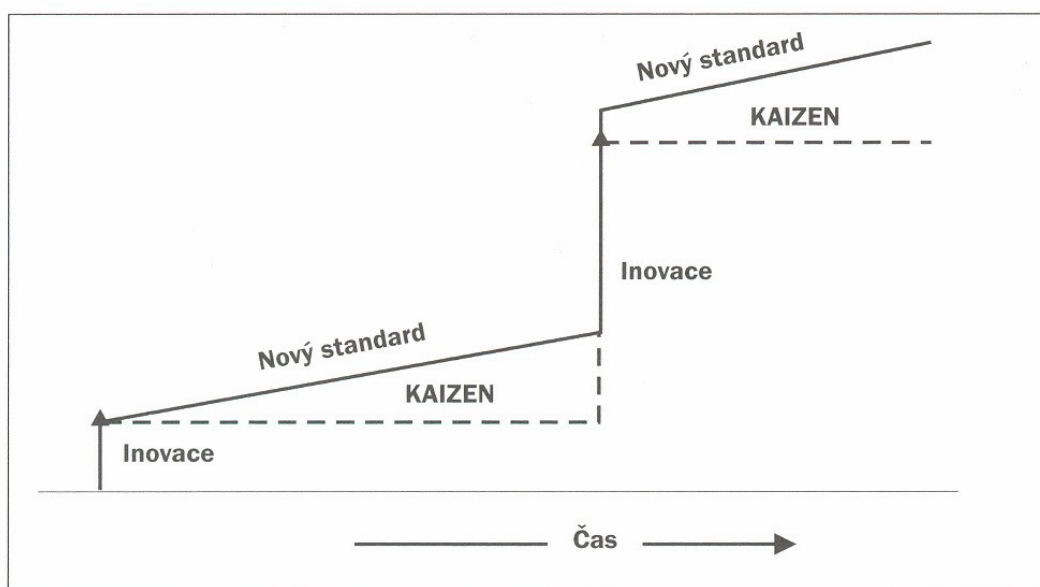 Nový standard
KAIZEN
Inovace
Nový standard
KAIZEN
Inovace
Čas